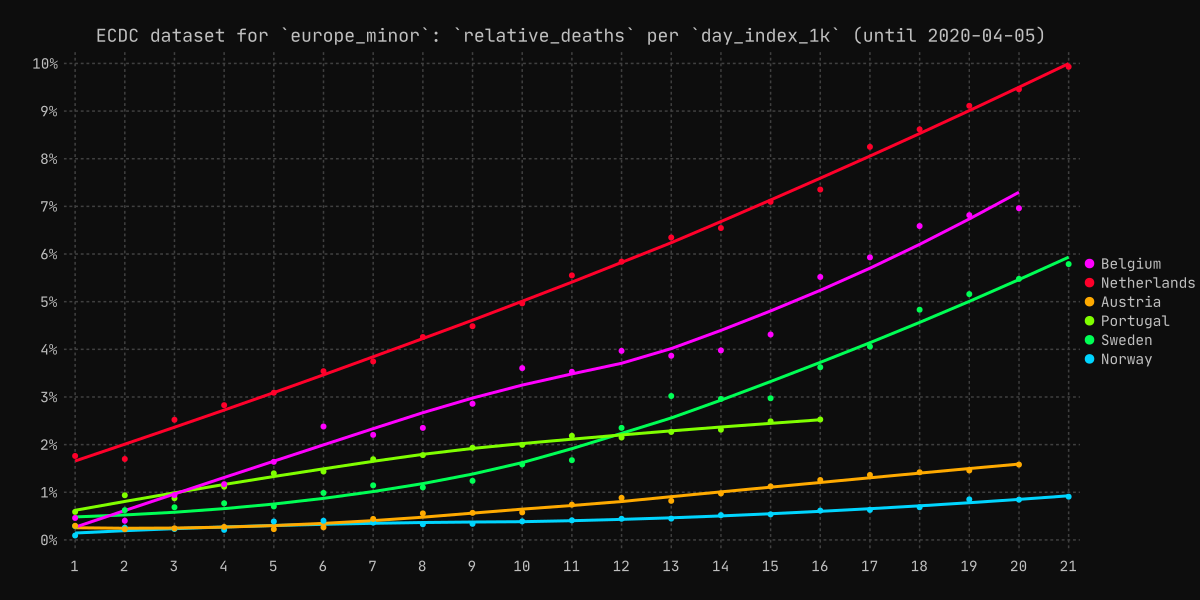 ECDC dataset for `europe_minor`: `relative_deaths` per `day_index_1k` (until 2020-04-05)
10%
9%
8%
7%
6%
5%
4%
3%
2%
1%
0%
1 2 3 4 5 6 7 8 9 10 11 12 13 14 15 16 17 18 19 20 21
Belgium
Netherlands
Austria
Portugal
Sweden
Norway